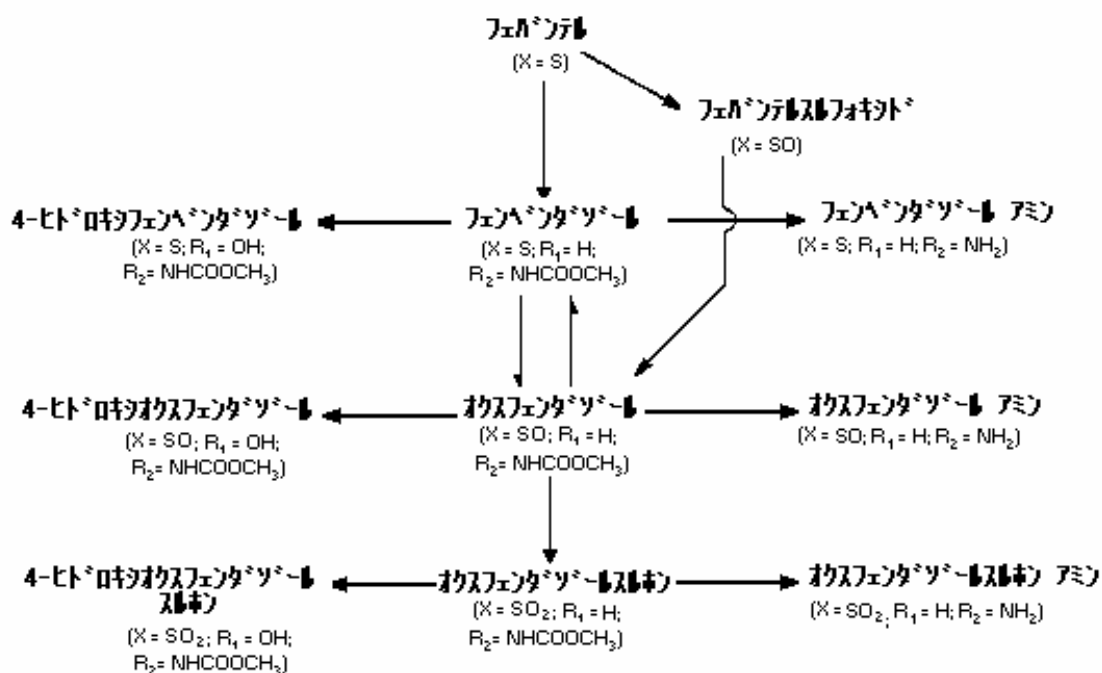 フェバンテル
(X = S)
フェバンテルスルフォキシド
(X = SO)
4-ヒドロキシフェンベンダゾール
(X = S; R₁ = OH;
R₂= NHCOOCH₃)
フェンベンダゾール
(X = S; R₁= H;
R₂= NHCOOCH₃)
フェンベンダゾール アミン
(X = S; R₁ = H; R₂ = NH₂)
4-ヒドロキシオクスフェンダゾール
(X = SO; R₁ = OH;
R₂= NHCOOCH₃)
オクスフェンダゾール
(X = SO; R₁ = H;
R₂= NHCOOCH₃)
オクスフェンダゾール アミン
(X = SO; R₁ = H; R₂ = NH₂)
4-ヒドロキシオクスフェンダゾール
スルホン
(X = SO₂; R₁ = OH;
R₂= NHCOOCH₃)
オクスフェンダゾールスルホン
(X = SO₂; R₁ = H;
R₂= NHCOOCH₃)
オクスフェンダゾールスルホン アミン
(X = SO₂; R₁ = H; R₂ = NH₂)